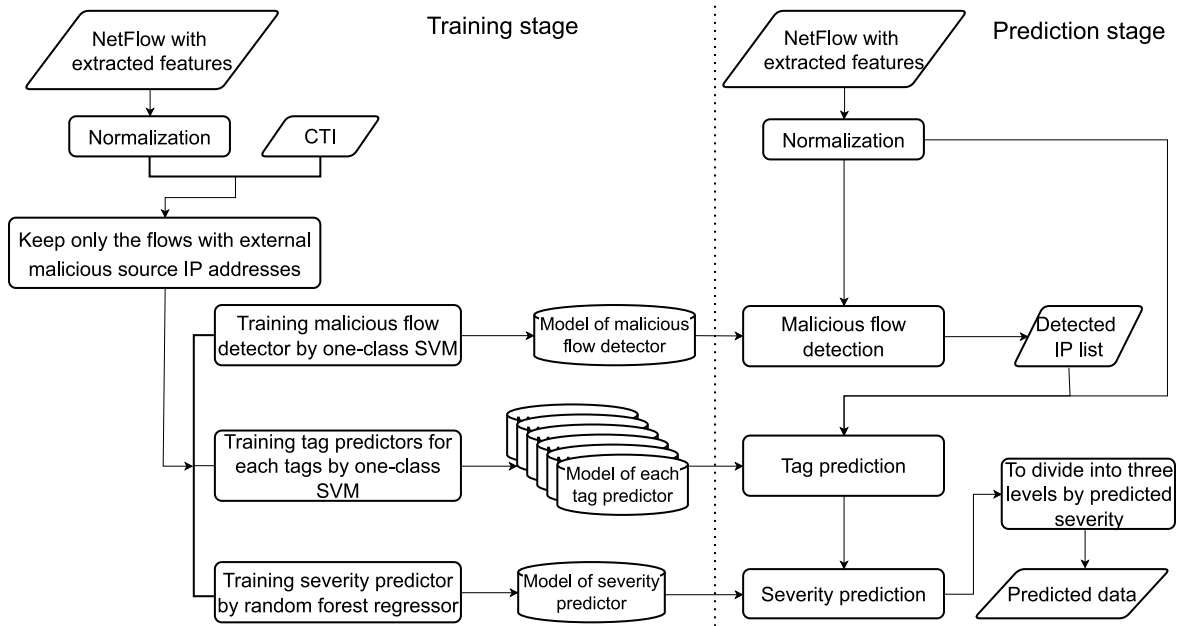 Training stage
NetFlow with
extracted features
Normalization
CTI
Keep only the flows with external
malicious source IP addresses
Training malicious flow
detector by one-class SVM
Model of malicious
flow detector
Training tag predictors for
each tags by one-class
SVM
Model of each
tag predictor
Training severity predictor
by random forest regressor
Model of severity
predictor
Prediction stage
NetFlow with
extracted features
Normalization
Malicious flow
detection
Detected
IP list
Tag prediction
Severity prediction
To divide into three
levels by predicted
severity
Predicted data